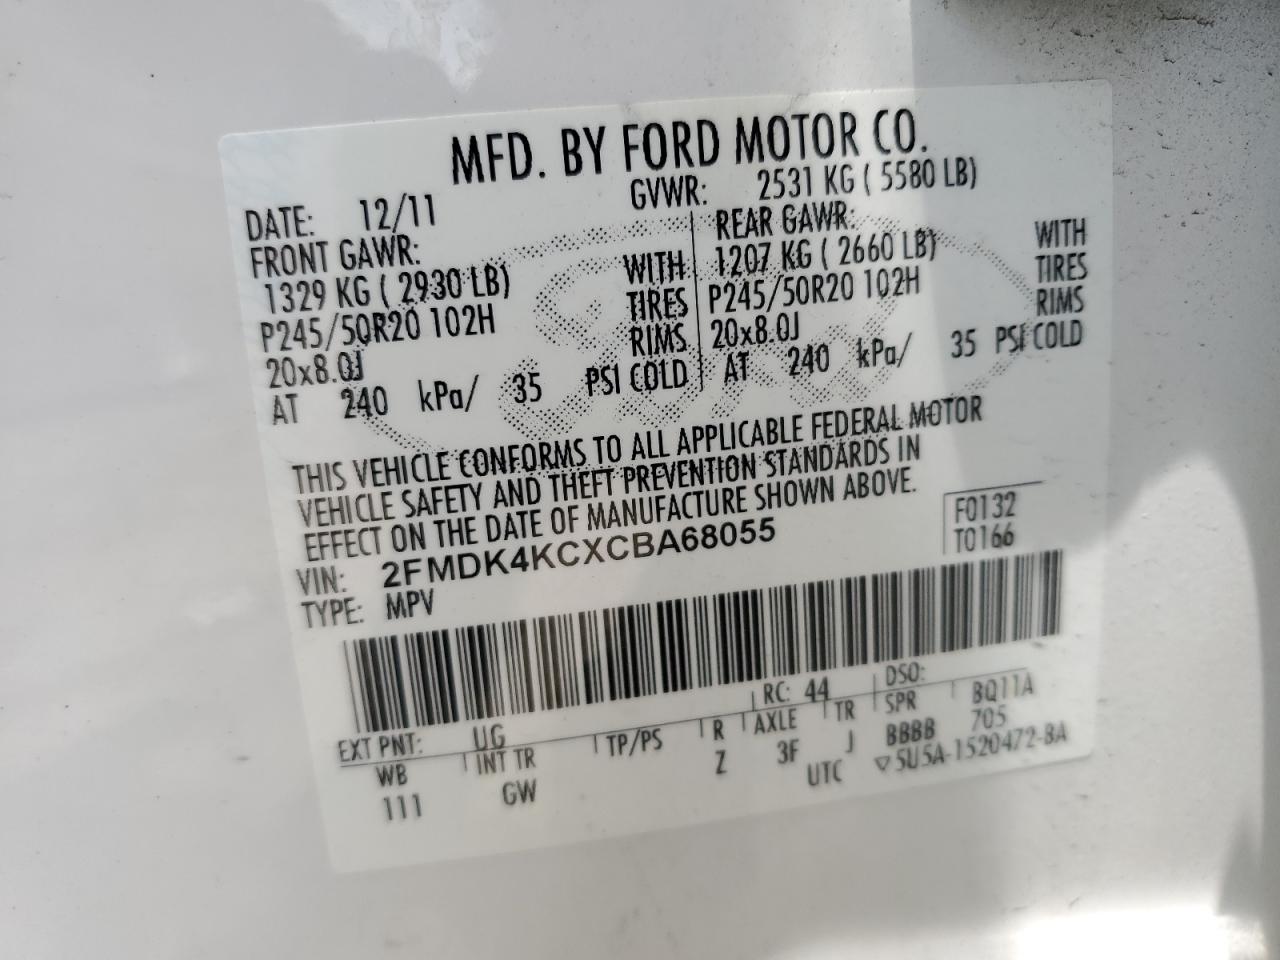 MFD. BY FORD MOTOR CO.
DATE: 12/11 GVWR: 2531 KG ( 5580 LB)
FRONT GAWR: REAR GAWR:
1329 KG ( 2930 LB) WITH 1207 KG ( 2660 LB) WITH
P245/50R20 102H TIRES P245/50R20 102H TIRES
20x8.0J RIMS 20x8.0J RIMS
AT 240 kPa/ 35 PSI COLD AT 240 kPa/ 35 PSI COLD
THIS VEHICLE CONFORMS TO ALL APPLICABLE FEDERAL MOTOR
VEHICLE SAFETY AND THEFT PREVENTION STANDARDS IN
EFFECT ON THE DATE OF MANUFACTURE SHOWN ABOVE.
VIN: 2FMDK4KCXCBA68055 F0132
TYPE: MPV T0166
EXT PNT: UG RC: 44 DSO:
WB INT TR TP/PS R AXLE TR SPR BQ11A
111 GW Z 3F J BBBB 705
UTC ▽5U5A-1520472-BA